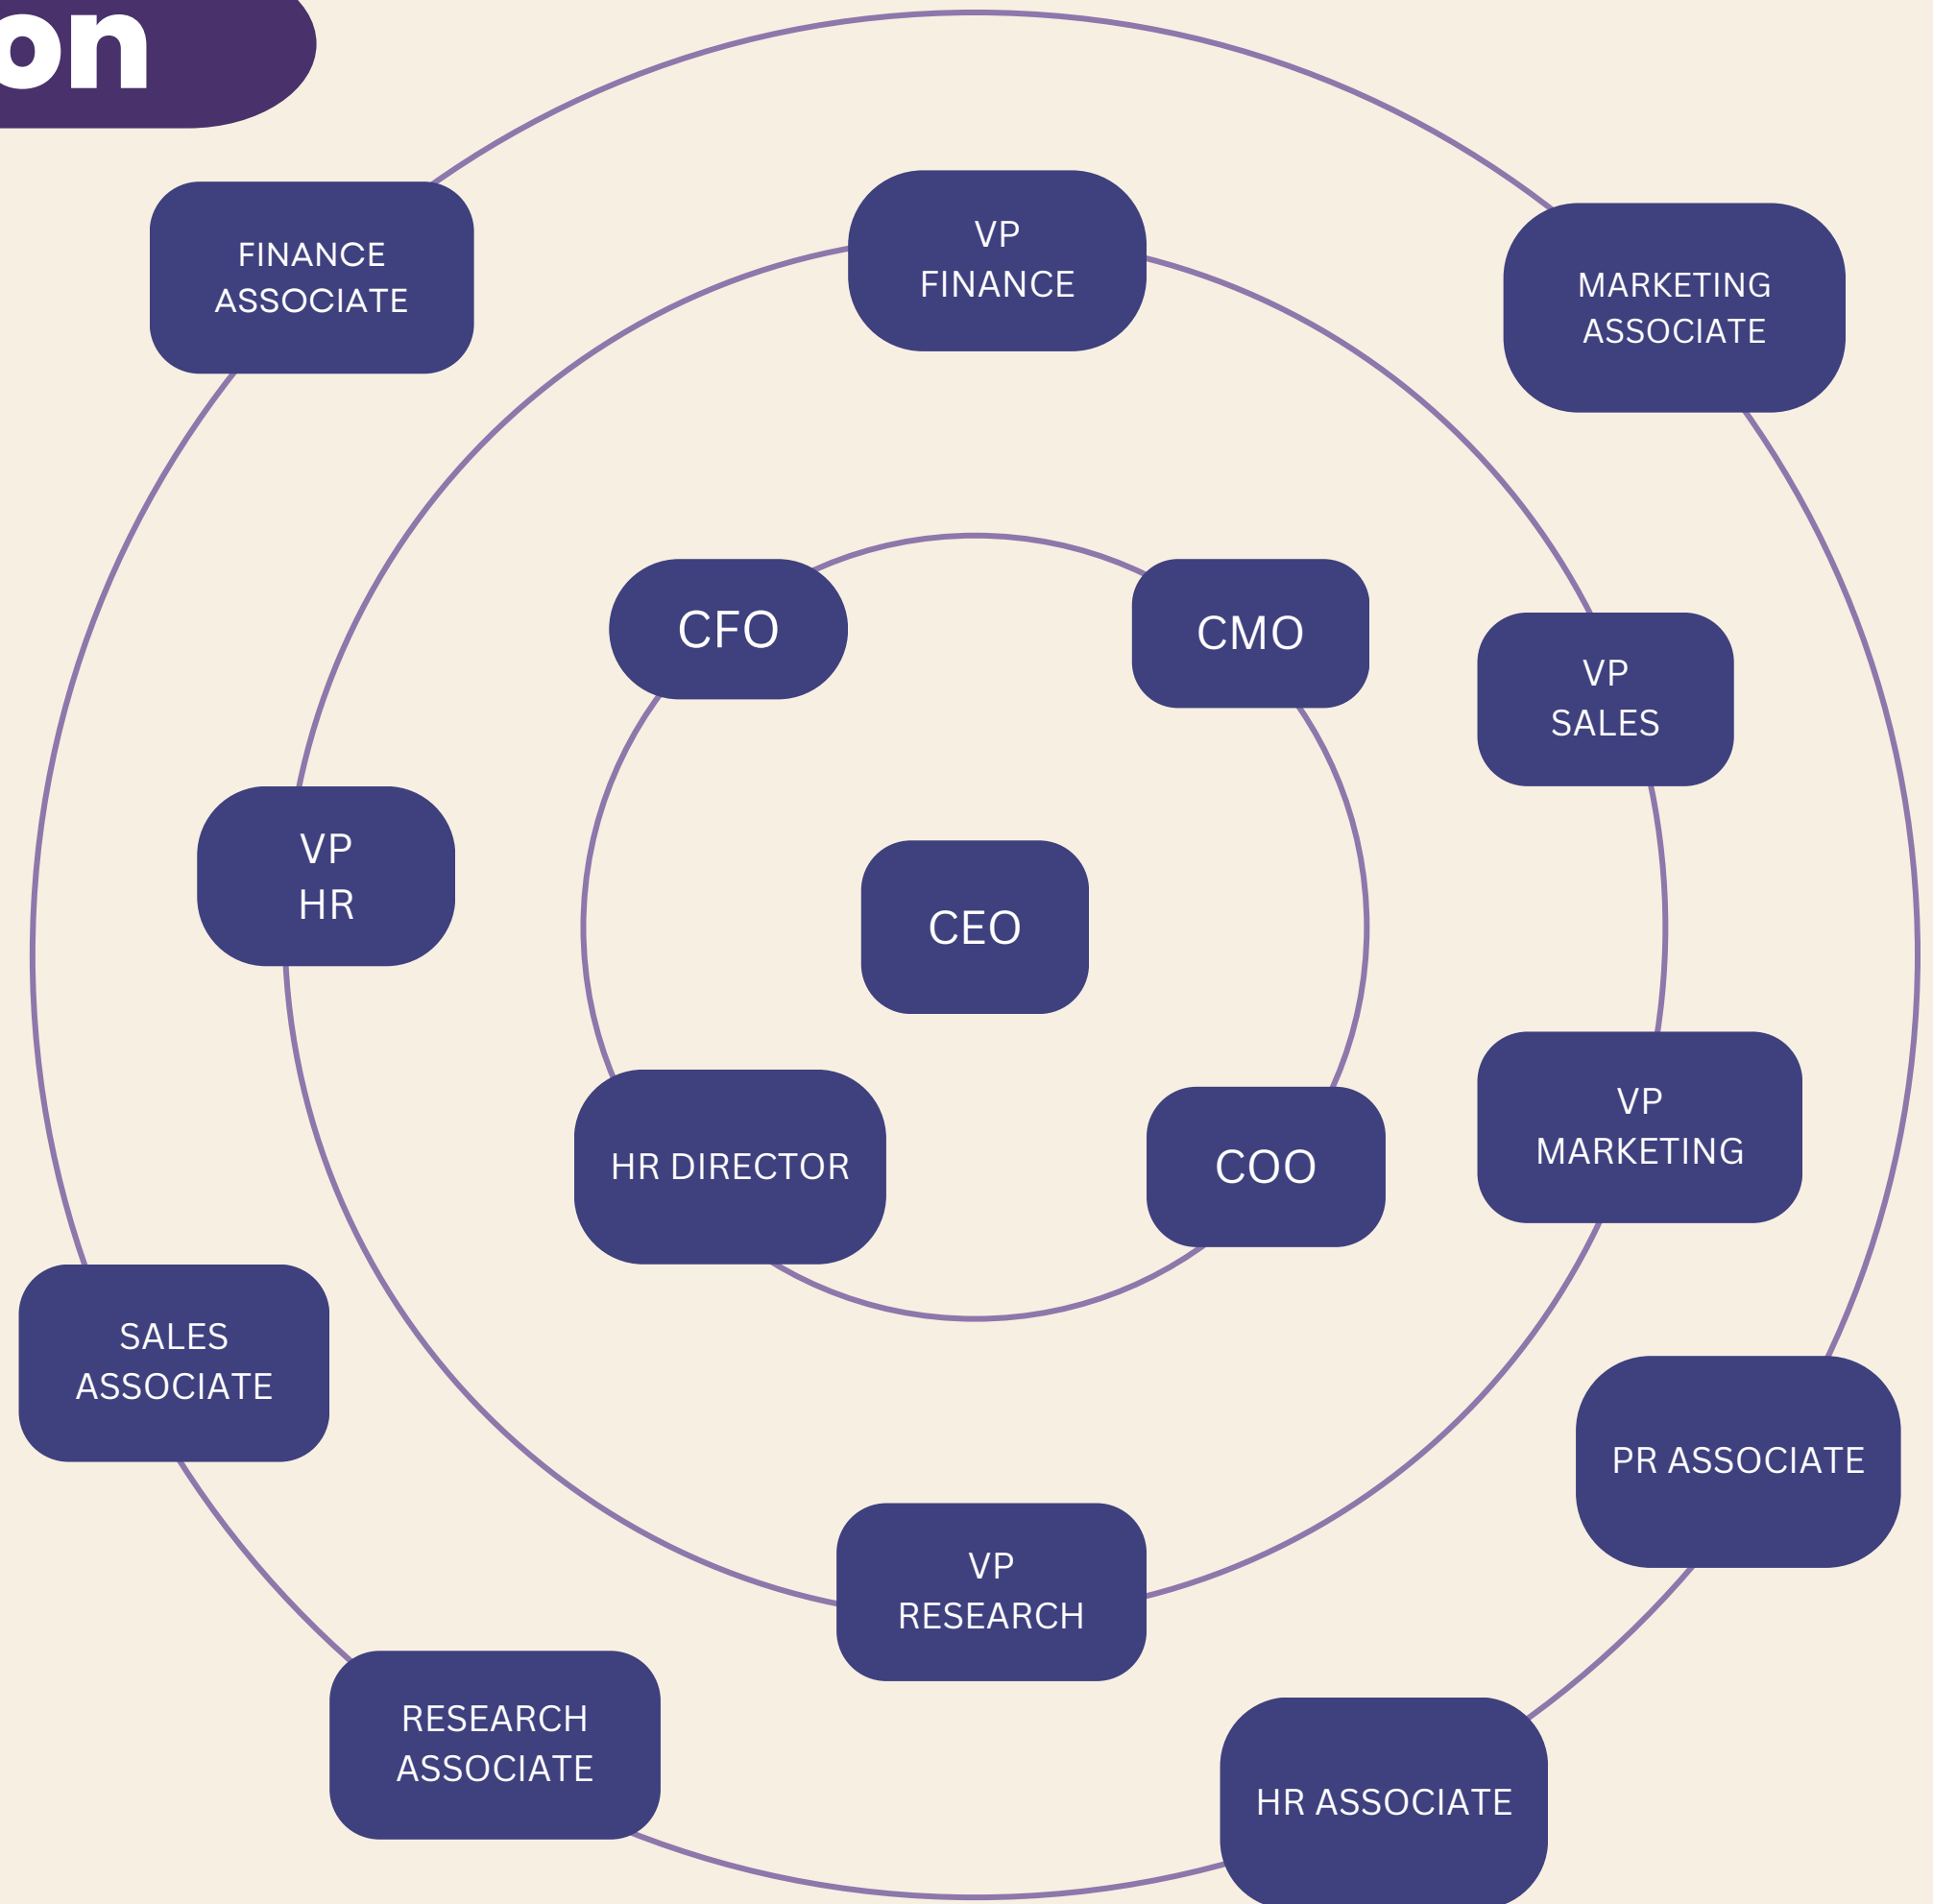 on
FINANCE
ASSOCIATE
VP
FINANCE
MARKETING
ASSOCIATE
CFO
CMO
VP
SALES
VP
HR
CEO
HR DIRECTOR
COO
VP
MARKETING
SALES
ASSOCIATE
PR ASSOCIATE
VP
RESEARCH
RESEARCH
ASSOCIATE
HR ASSOCIATE